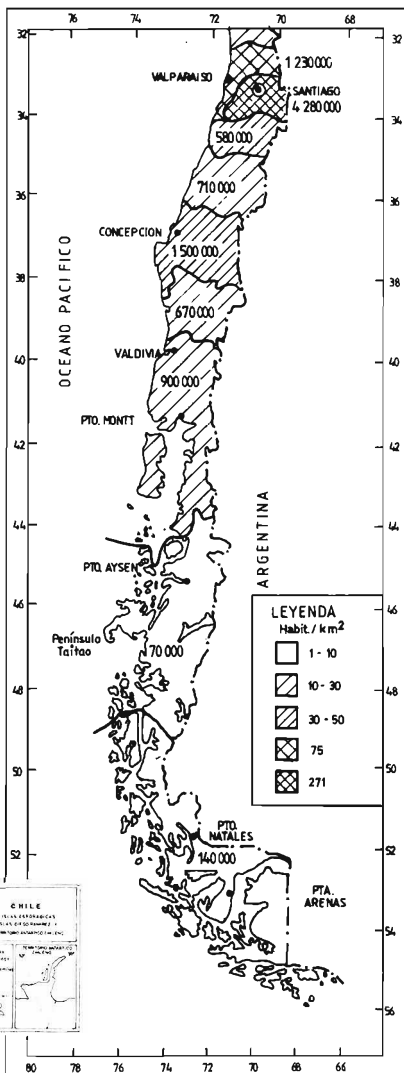 80 78 76 74 72 70 68
32 32
1 230 000
VALPARAISO
SANTIAGO
4 280 000
34 34
580 000
36 36
710 000
CONCEPCION
1 500 000
38 38
OCEANO PACIFICO
670 000
VALDIVIA
40 40
900 000
PTO. MONTT
42 42
ARGENTINA
44 44
PTO. AYSEN
46 46
Península
Taitao
70 000
48 48
50 50
LEYENDA
Habit./km²
1 - 10
10 - 30
30 - 50
75
271
PTO.
NATALES
52 52
140 000
PTA.
ARENAS
54
56
CHILE
80 78 76 74 72 70 68 66